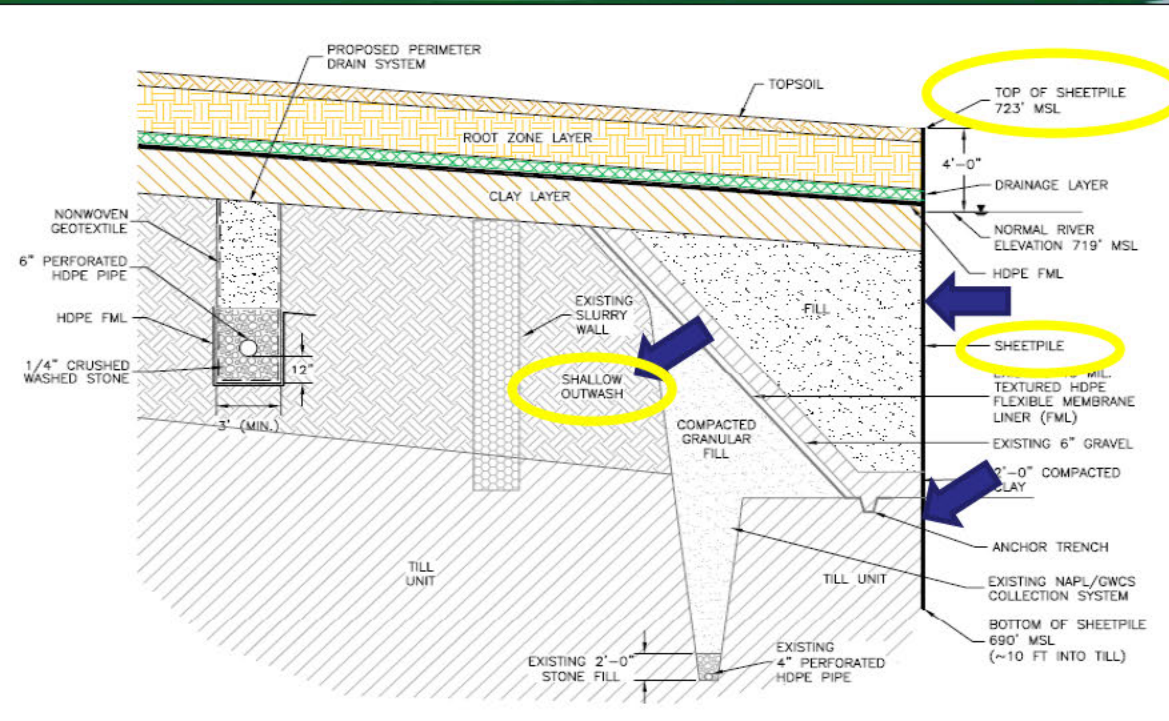 PROPOSED PERIMETER
DRAIN SYSTEM
TOPSOIL
TOP OF SHEETPILE
723' MSL
ROOT ZONE LAYER
4'-0"
CLAY LAYER
DRAINAGE LAYER
NONWOVEN
GEOTEXTILE
NORMAL RIVER
ELEVATION 719' MSL
6" PERFORATED
HDPE PIPE
HDPE FML
EXISTING
SLURRY
WALL
FILL
HDPE FML
SHEETPILE
1/4" CRUSHED
WASHED STONE
12"
SHALLOW
OUTWASH
MIL.
TEXTURED HDPE
FLEXIBLE MEMBRANE
LINER (FML)
3' (MIN.)
COMPACTED
GRANULAR
FILL
EXISTING 6" GRAVEL
2'-0" COMPACTED
CLAY
ANCHOR TRENCH
TILL
UNIT
TILL UNIT
EXISTING NAPL/GWCS
COLLECTION SYSTEM
BOTTOM OF SHEETPILE
690' MSL
(~10 FT INTO TILL)
EXISTING 2'-0"
STONE FILL
EXISTING
4" PERFORATED
HDPE PIPE